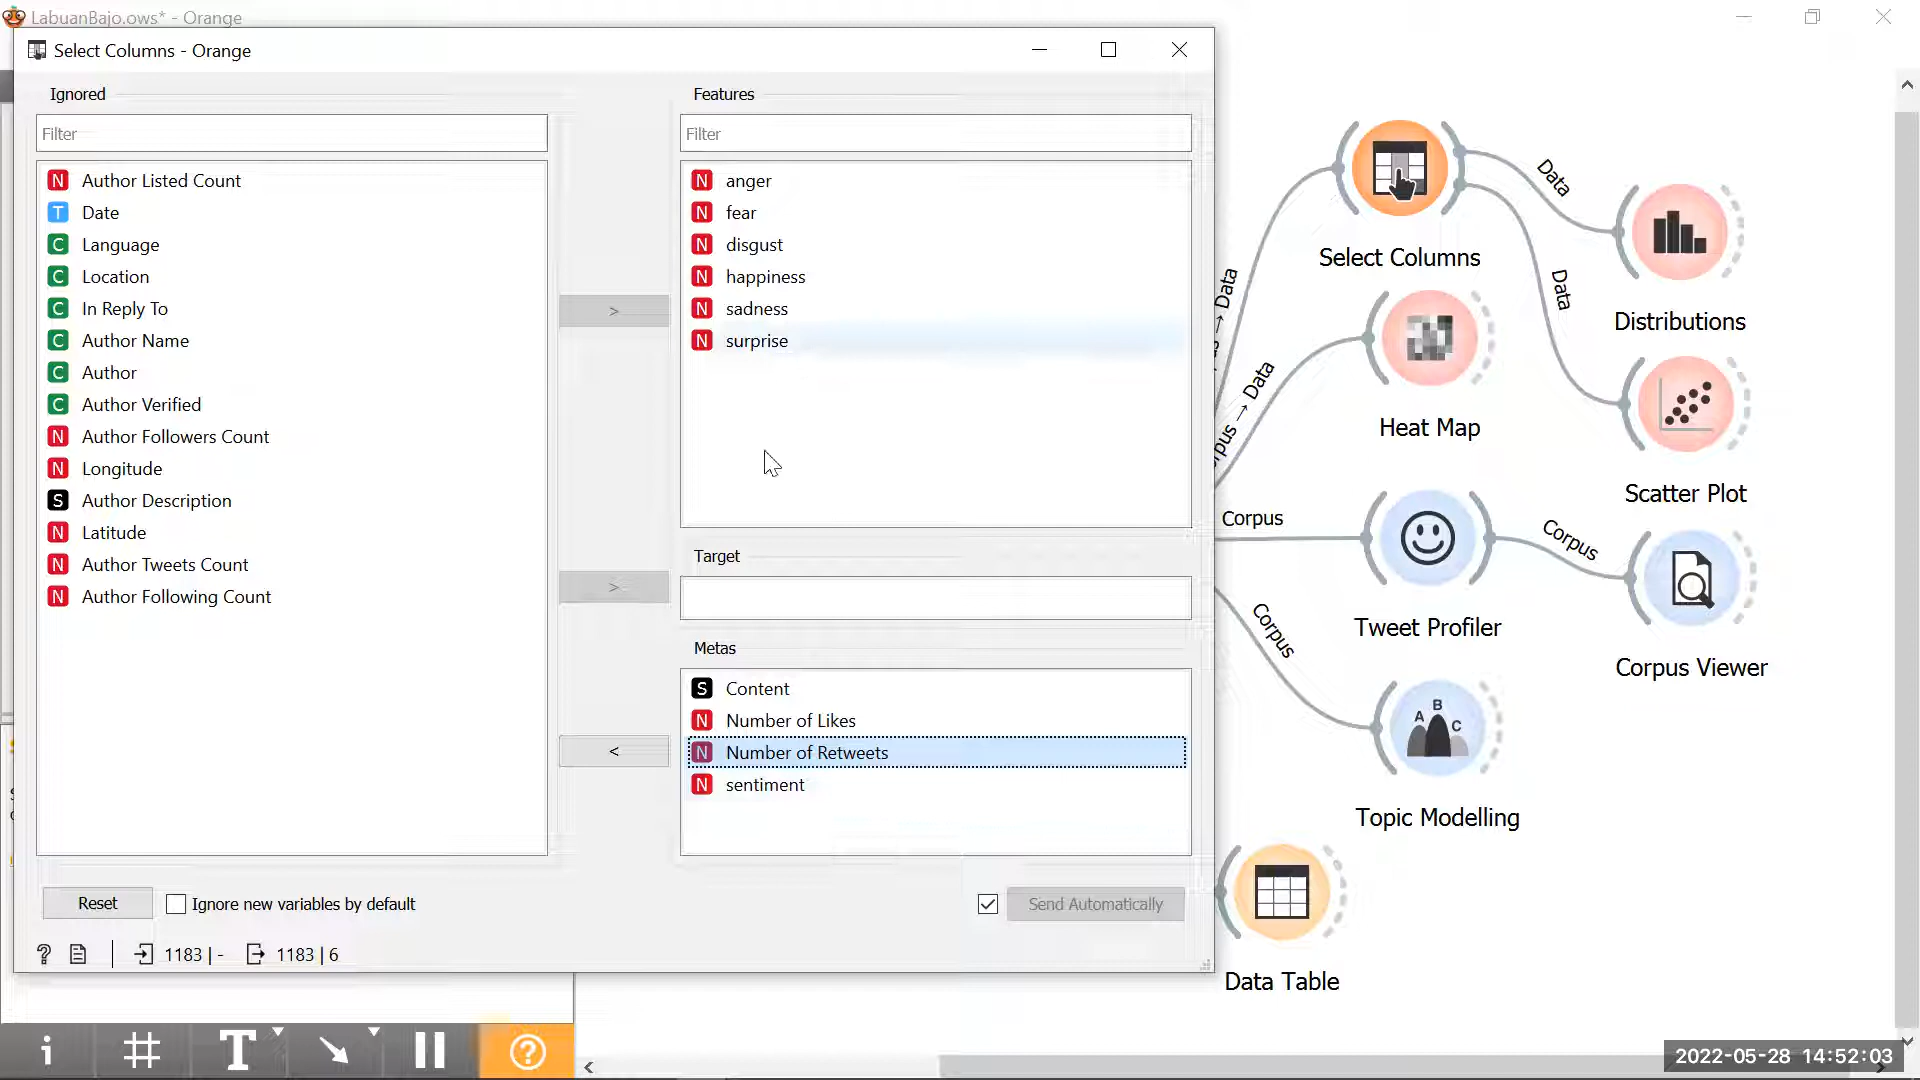 LabuanBajo.ows* - Orange
Select Columns - Orange
Ignored
Filter
N Author Listed Count
T Date
C Language
C Location
C In Reply To
C Author Name
C Author
C Author Verified
N Author Followers Count
N Longitude
S Author Description
N Latitude
N Author Tweets Count
N Author Following Count
>
>
<
Features
Filter
N anger
N fear
N disgust
N happiness
N sadness
N surprise
Target
Metas
S Content
N Number of Likes
N Number of Retweets
N sentiment
Reset
Ignore new variables by default
Send Automatically
? 1183 | - 1183 | 6
Select Columns
Data
Data
Distributions
→ Data
→ Data
Heat Map
Scatter Plot
Corpus
Tweet Profiler
Corpus
Corpus Viewer
Corpus
A B C
Topic Modelling
Data Table
i # T ?
2022-05-28 14:52:03